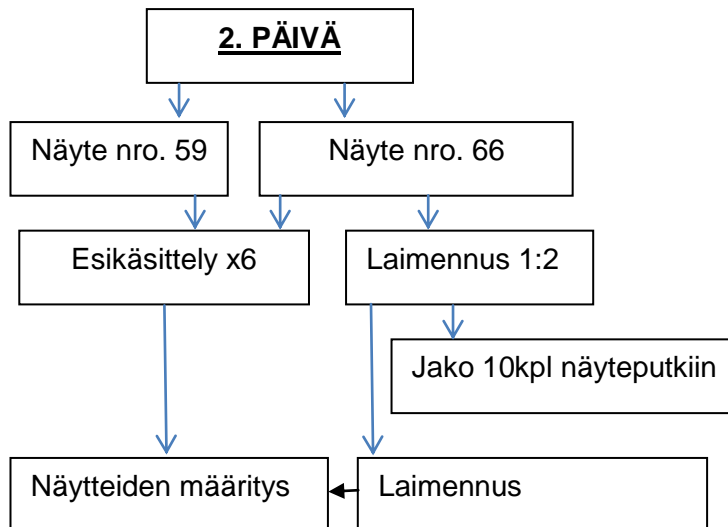 2. PÄIVÄ
Näyte nro. 59
Näyte nro. 66
Esikäsittely x6
Laimennus 1:2
Jako 10kpl näyteputkiin
Näytteiden määritys
Laimennus